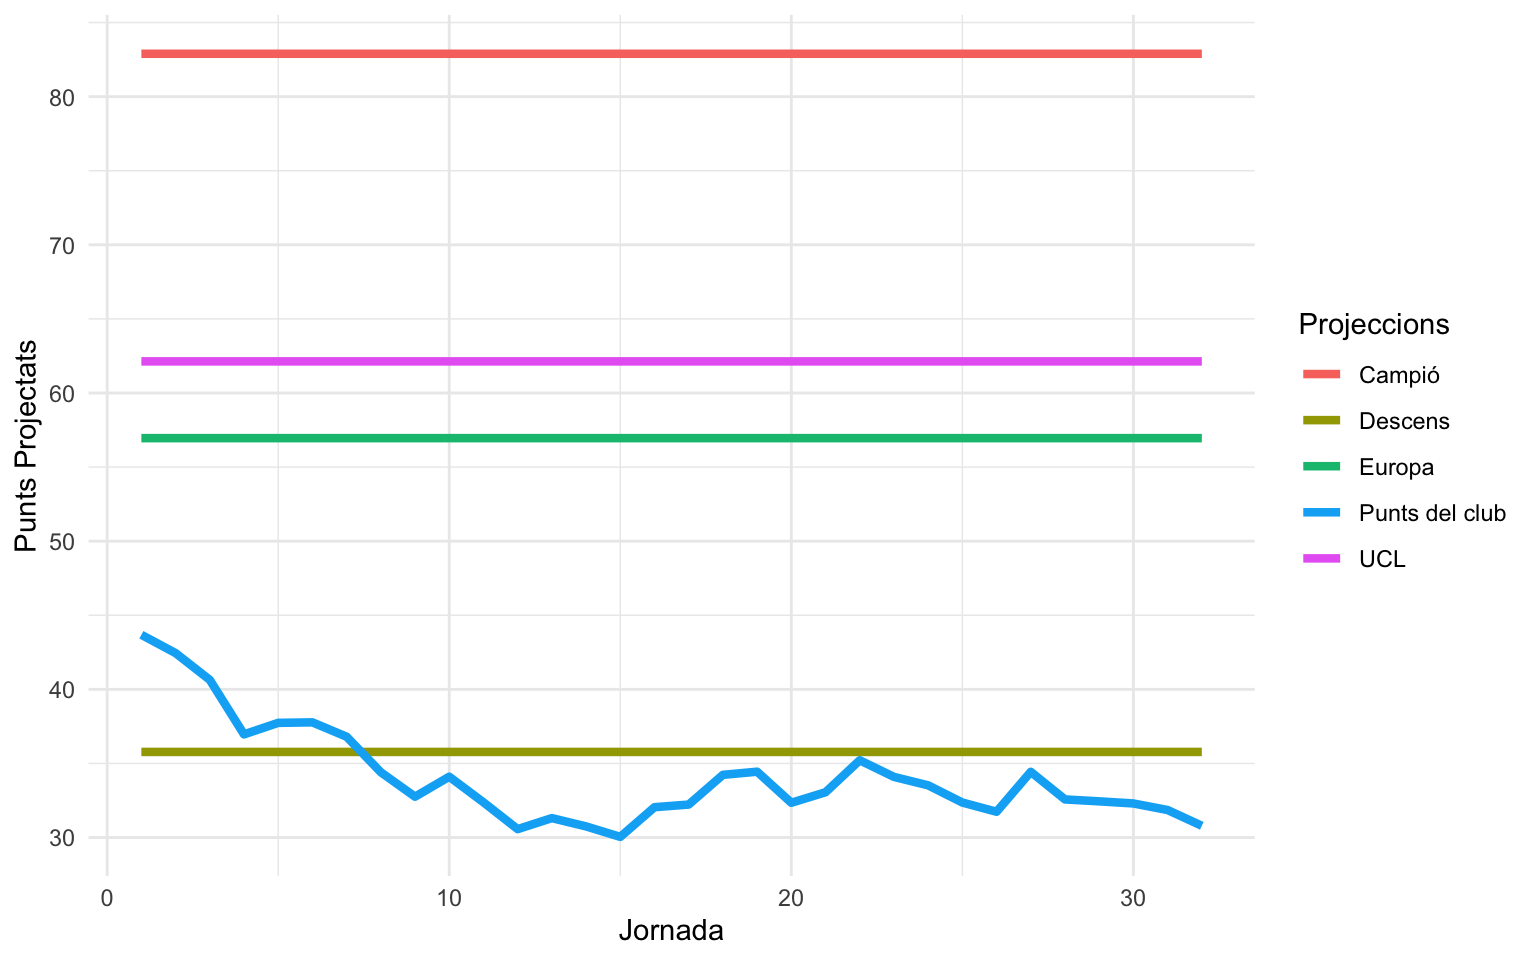 Punts Projectats
80
70
60
50
40
30
0
10
20
30
Jornada
Projeccions
Campió
Descens
Europa
Punts del club
UCL